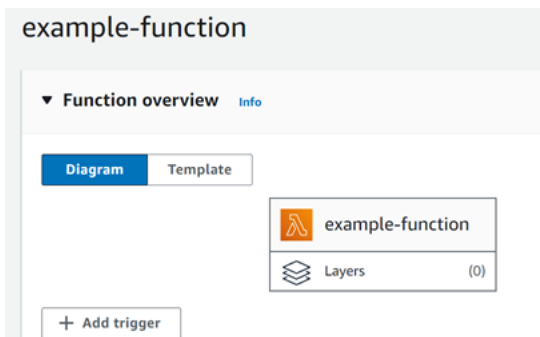 example-function
Function overview Info
Diagram Template
example-function
Layers (0)
+ Add trigger